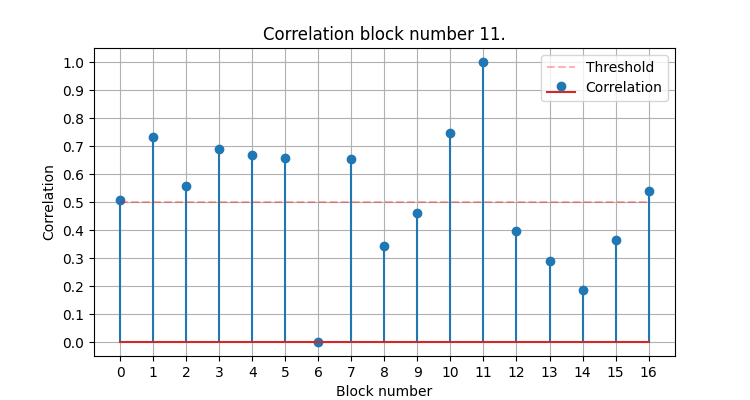 Correlation block number 11.
Threshold
Correlation
Correlation
1.0
0.9
0.8
0.7
0.6
0.5
0.4
0.3
0.2
0.1
0.0
0 1 2 3 4 5 6 7 8 9 10 11 12 13 14 15 16
Block number